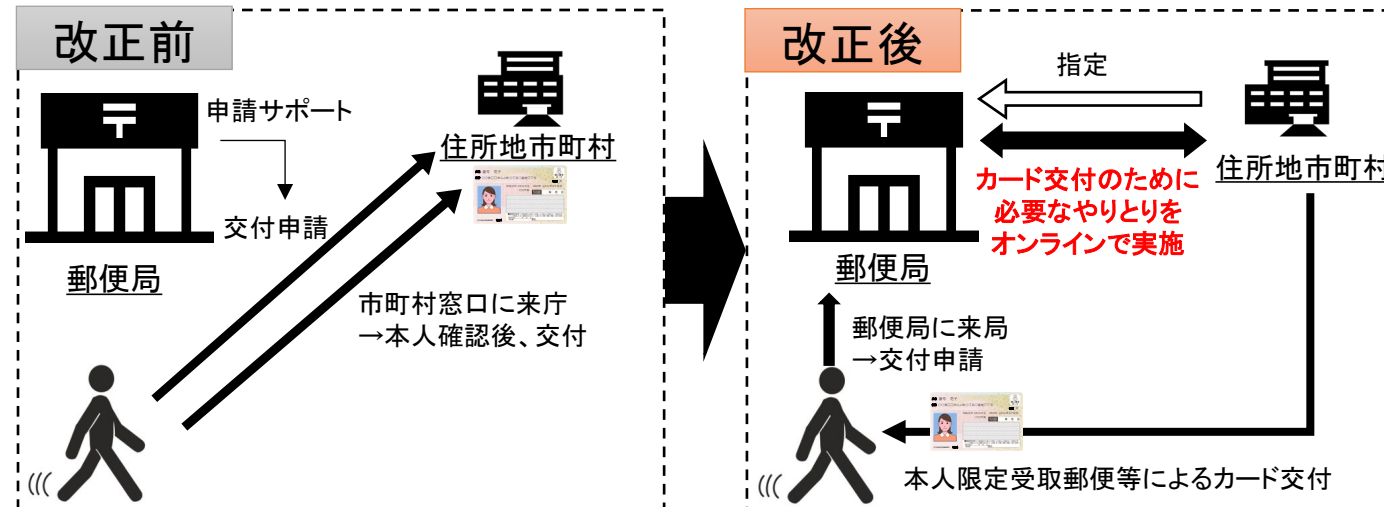 改正前
申請サポート
交付申請
郵便局
住所地市町村
市町村窓口に来庁
→本人確認後、交付
改正後
指定
住所地市町村
カード交付のために
必要なやりとりを
オンラインで実施
郵便局
郵便局に来局
→交付申請
本人限定受取郵便等によるカード交付